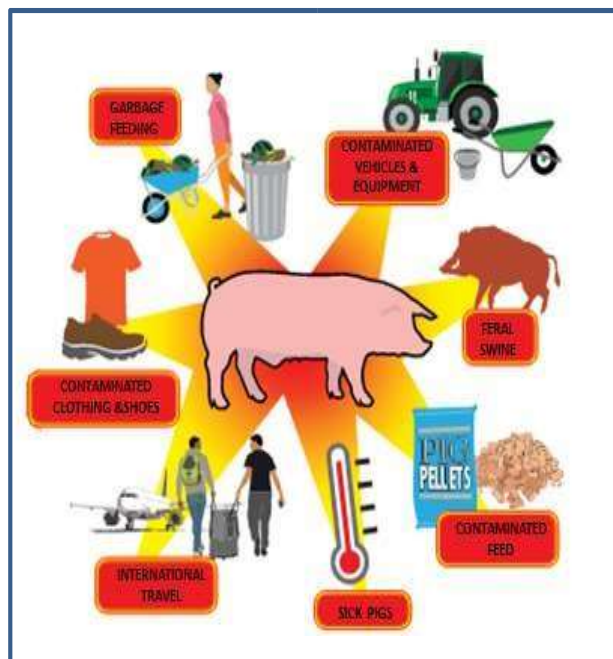 GARBAGE
FEEDING
CONTAMINATED
VEHICLES &
EQUIPMENT
FERAL
SWINE
CONTAMINATED
CLOTHING &SHOES
PIG
PELLETS
CONTAMINATED
FEED
INTERNATIONAL
TRAVEL
SICK PIGS